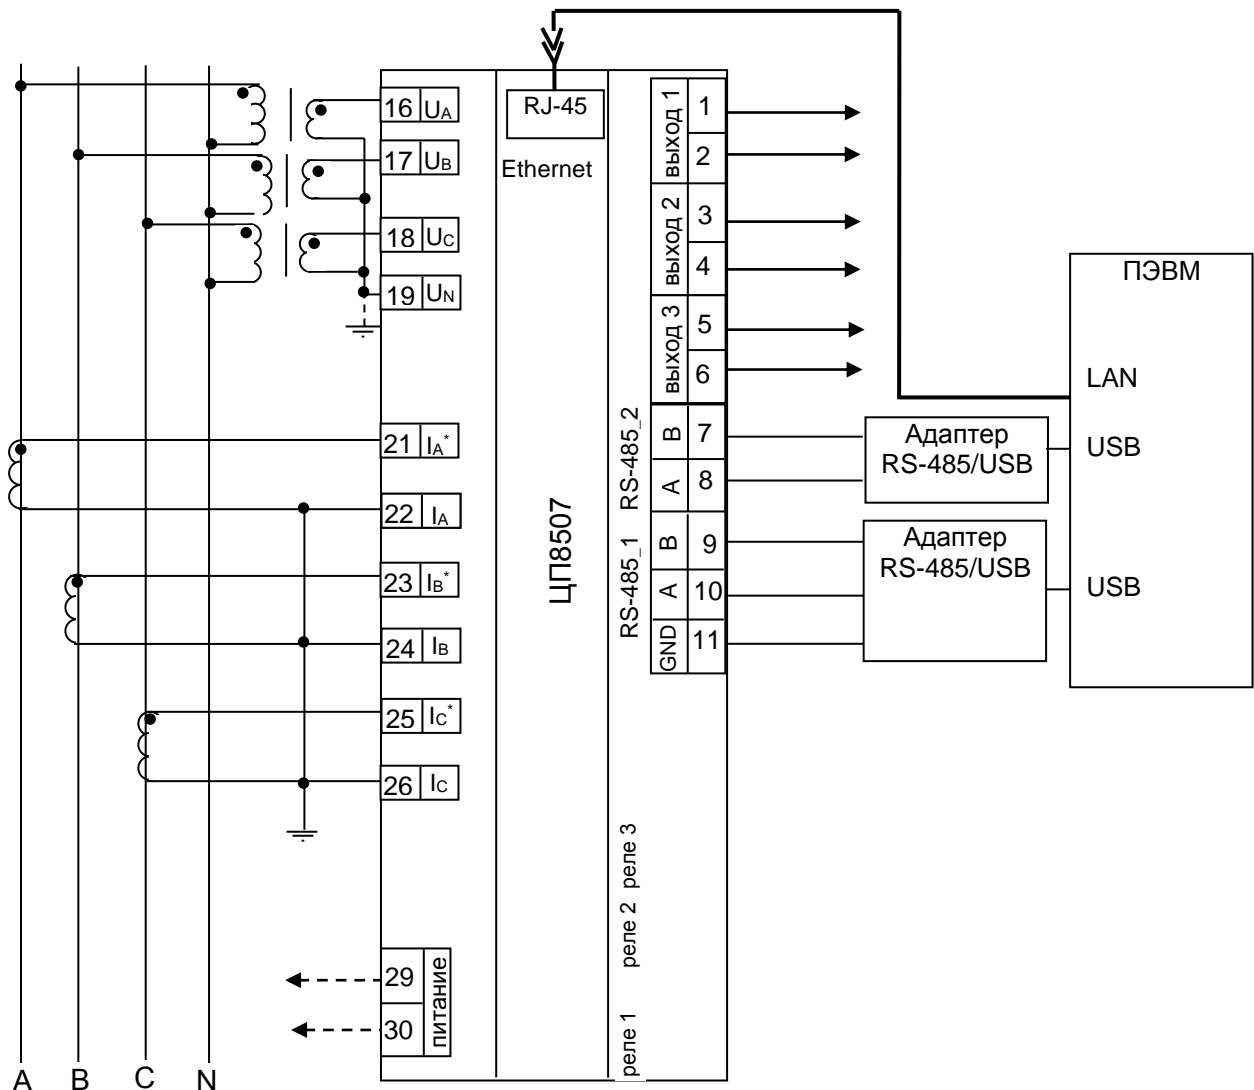 16 UA
17 UB
18 UC
19 UN
21 IA*
22 IA
23 IB*
24 IB
25 IC*
26 IC
29
30
питание
A B C N
RJ-45
Ethernet
ЦП8507
выход 1
1
2
выход 2
3
4
выход 3
5
6
RS-485_2
B 7
A 8
RS-485_1
B 9
A 10
GND 11
реле 3
реле 2
реле 1
Адаптер
RS-485/USB
Адаптер
RS-485/USB
ПЭВМ
LAN
USB
USB